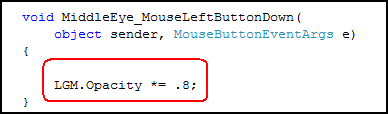 void MiddleEye_MouseLeftButtonDown(
object sender, MouseButtonEventArgs e)
{
LGM.Opacity *= .8;
}